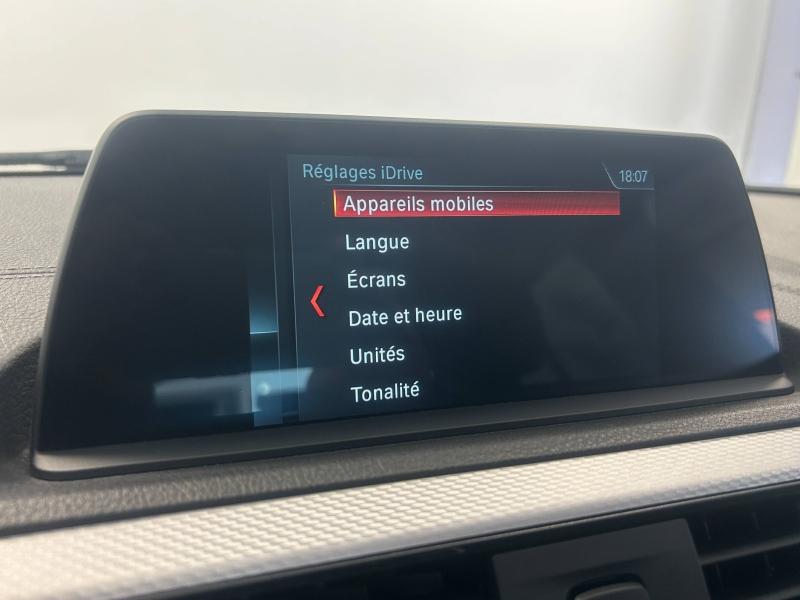 Réglages iDrive
18:07
Appareils mobiles
Langue
Écrans
Date et heure
Unités
Tonalité